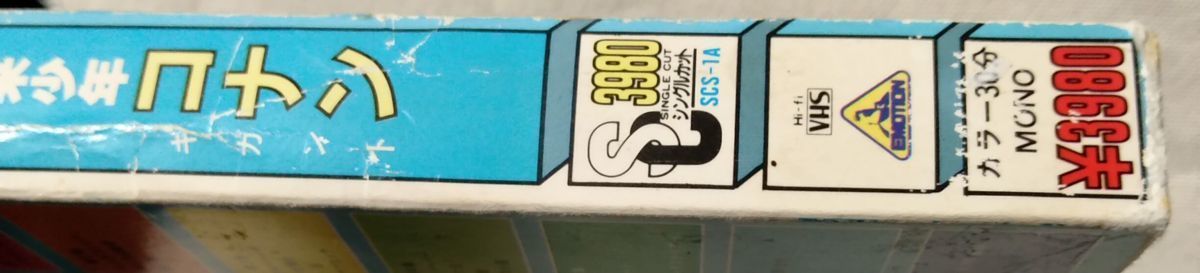 未少年
コナン
ギガント
3980
SINGLE CUT
シングルカット
SCS-1A
SC
Hi-fi
VHS
EMOTION
カラー30分
MONO
¥3980